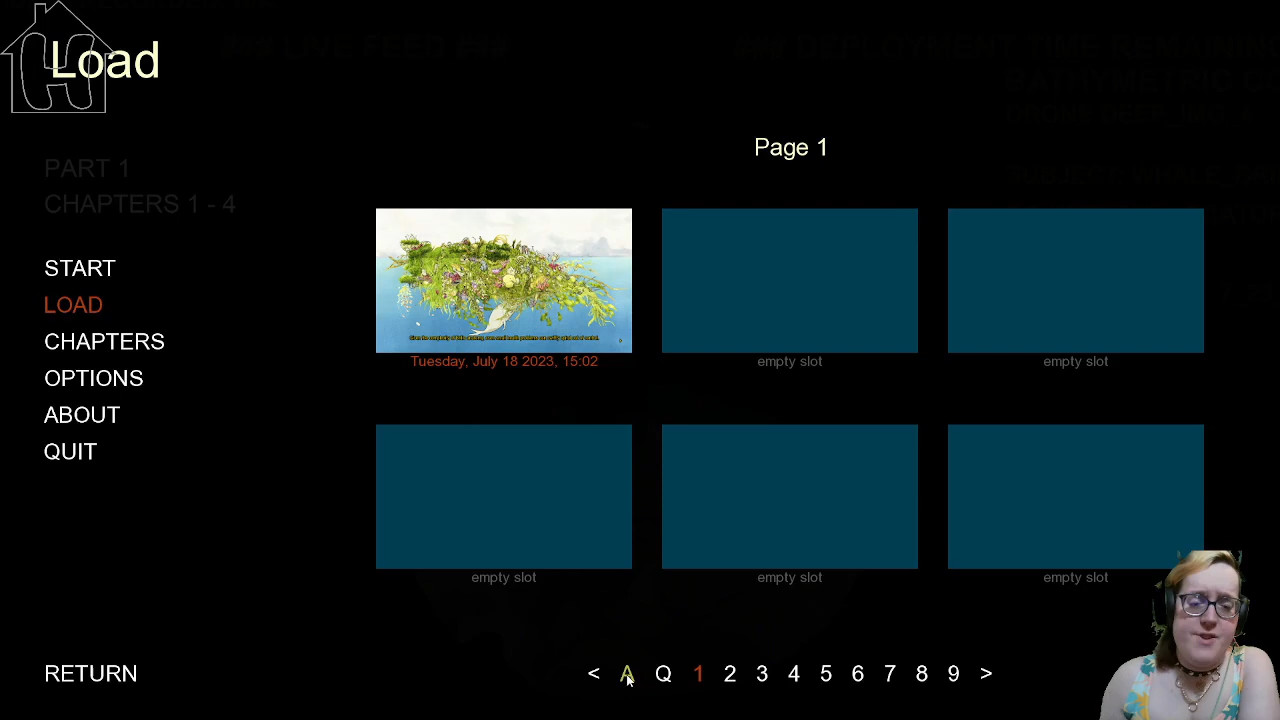 Load
### LIVE FEED ###
PART 1
CHAPTERS 1 - 4
Page 1
START
LOAD
CHAPTERS
OPTIONS
ABOUT
QUIT
Tuesday, July 18 2023, 15:02
empty slot
empty slot
empty slot
empty slot
empty slot
RETURN
< A Q 1 2 3 4 5 6 7 8 9 >